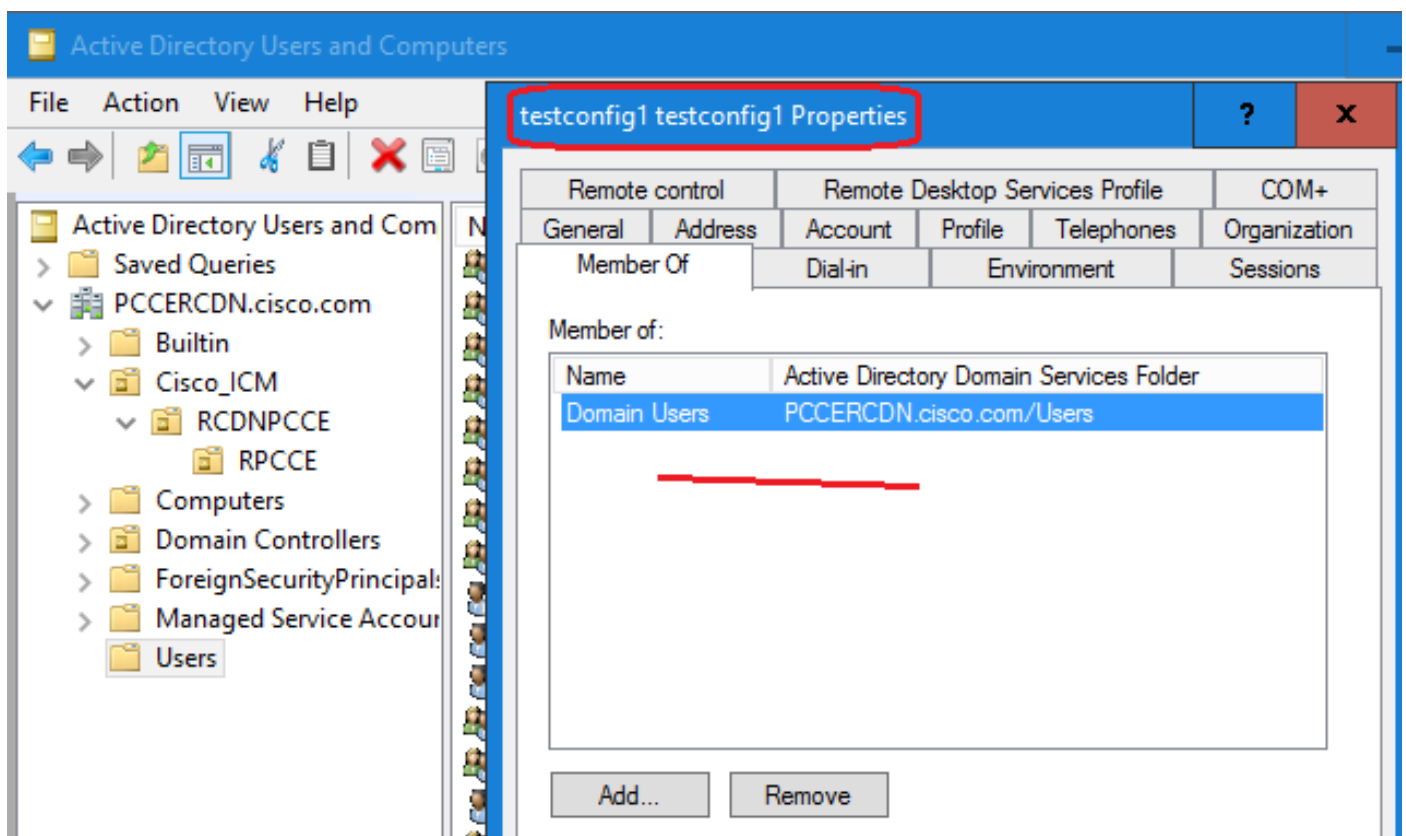 Active Directory Users and Computers
File Action View Help
testconfig1 testconfig1 Properties
? x
Active Directory Users and Com
Saved Queries
PCCERCDN.cisco.com
Builtin
Cisco_ICM
RCDNPCCE
RPCCE
Computers
Domain Controllers
ForeignSecurityPrincipals
Managed Service Accour
Users
N
Remote control Remote Desktop Services Profile COM+
General Address Account Profile Telephones Organization
Member Of Dial-in Environment Sessions
Member of:
Name Active Directory Domain Services Folder
Domain Users PCCERCDN.cisco.com/Users
Add... Remove